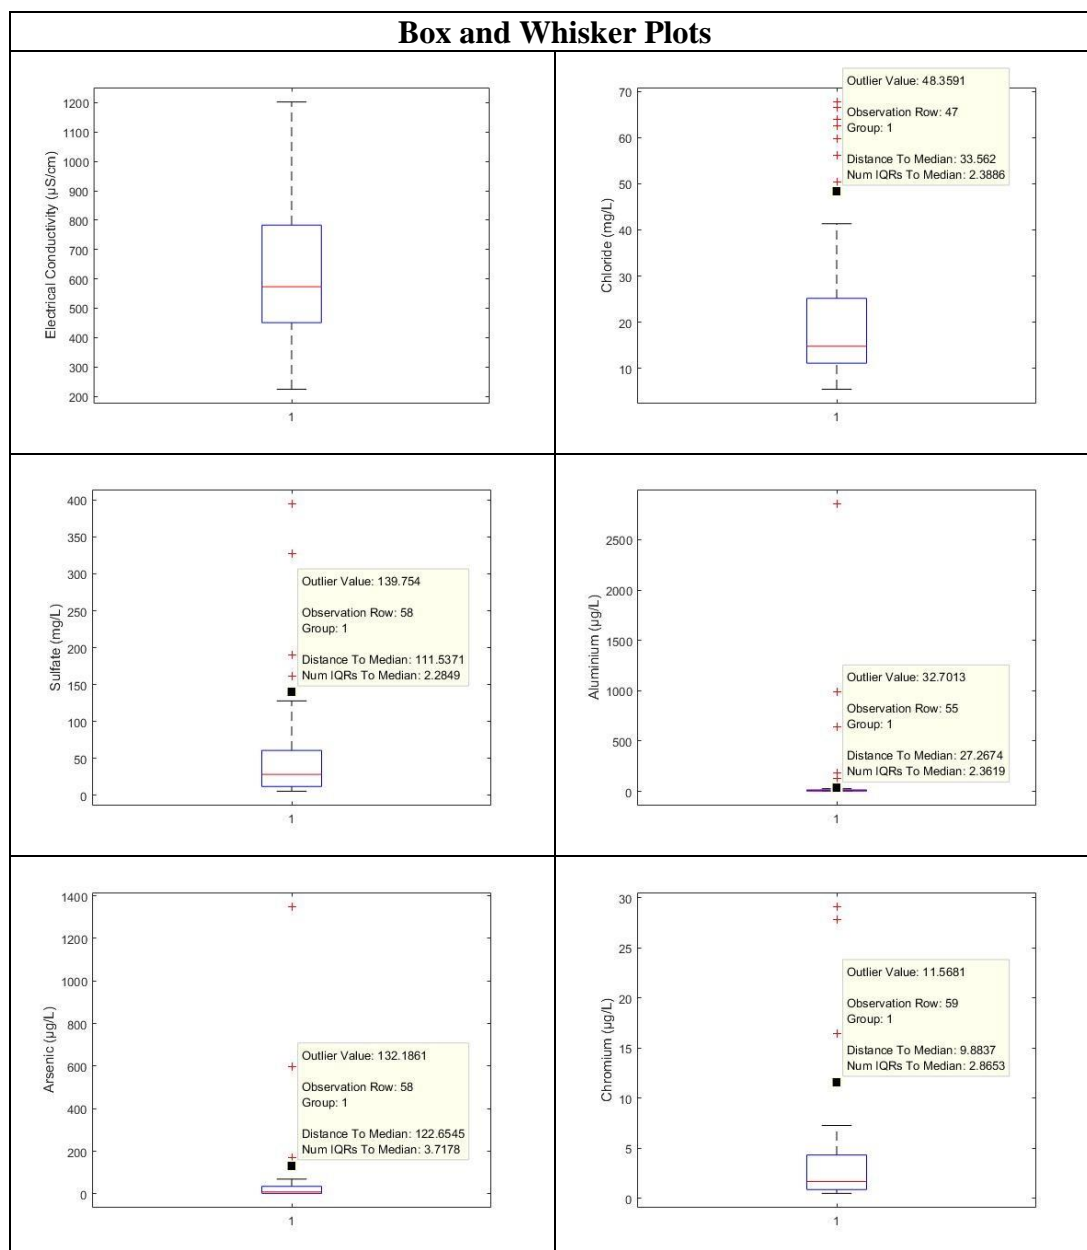 Box and Whisker Plots
1200
1100
1000
900
800
700
600
500
400
300
200
Electrical Conductivity (µS/cm)
1
70
60
50
40
30
20
10
Chloride (mg/L)
1
Outlier Value: 48.3591
Observation Row: 47
Group: 1
Distance To Median: 33.562
Num IQRs To Median: 2.3886
400
350
300
250
200
150
100
50
0
Sulfate (mg/L)
1
Outlier Value: 139.754
Observation Row: 58
Group: 1
Distance To Median: 111.5371
Num IQRs To Median: 2.2849
2500
2000
1500
1000
500
0
Aluminium (µg/L)
1
Outlier Value: 32.7013
Observation Row: 55
Group: 1
Distance To Median: 27.2674
Num IQRs To Median: 2.3619
1400
1200
1000
800
600
400
200
0
Arsenic (µg/L)
1
Outlier Value: 132.1861
Observation Row: 58
Group: 1
Distance To Median: 122.6545
Num IQRs To Median: 3.7178
30
25
20
15
10
5
0
Chromium (µg/L)
1
Outlier Value: 11.5681
Observation Row: 59
Group: 1
Distance To Median: 9.8837
Num IQRs To Median: 2.8653